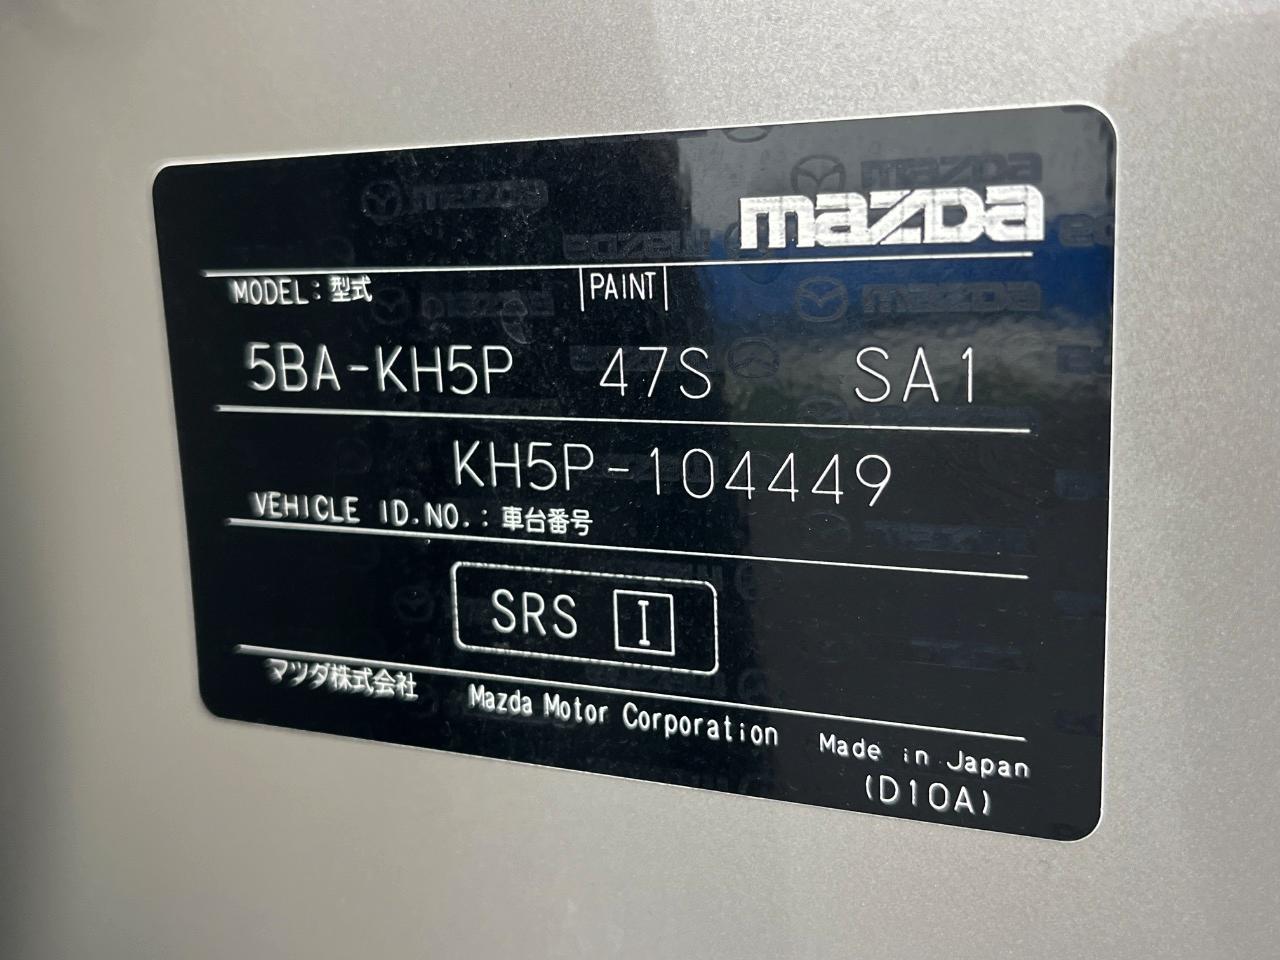 mazda
MODEL：型式 PAINT
5BA-KH5P 47S SA1
KH5P-104449
VEHICLE ID.NO.：車台番号
SRS I
マツダ株式会社 Mazda Motor Corporation Made in Japan
(D10A)